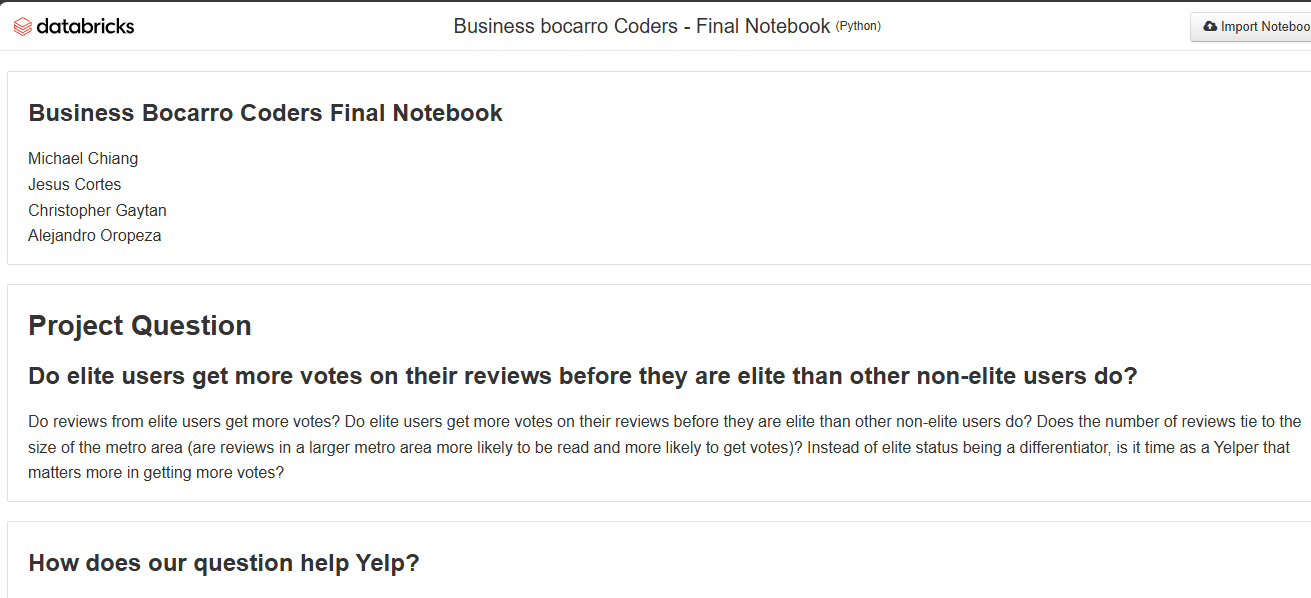 databricks
Business bocarro Coders - Final Notebook (Python)
Import Noteboo
Business Bocarro Coders Final Notebook
Michael Chiang
Jesus Cortes
Christopher Gaytan
Alejandro Oropeza
Project Question
Do elite users get more votes on their reviews before they are elite than other non-elite users do?
Do reviews from elite users get more votes? Do elite users get more votes on their reviews before they are elite than other non-elite users do? Does the number of reviews tie to the
size of the metro area (are reviews in a larger metro area more likely to be read and more likely to get votes)? Instead of elite status being a differentiator, is it time as a Yelper that
matters more in getting more votes?
How does our question help Yelp?